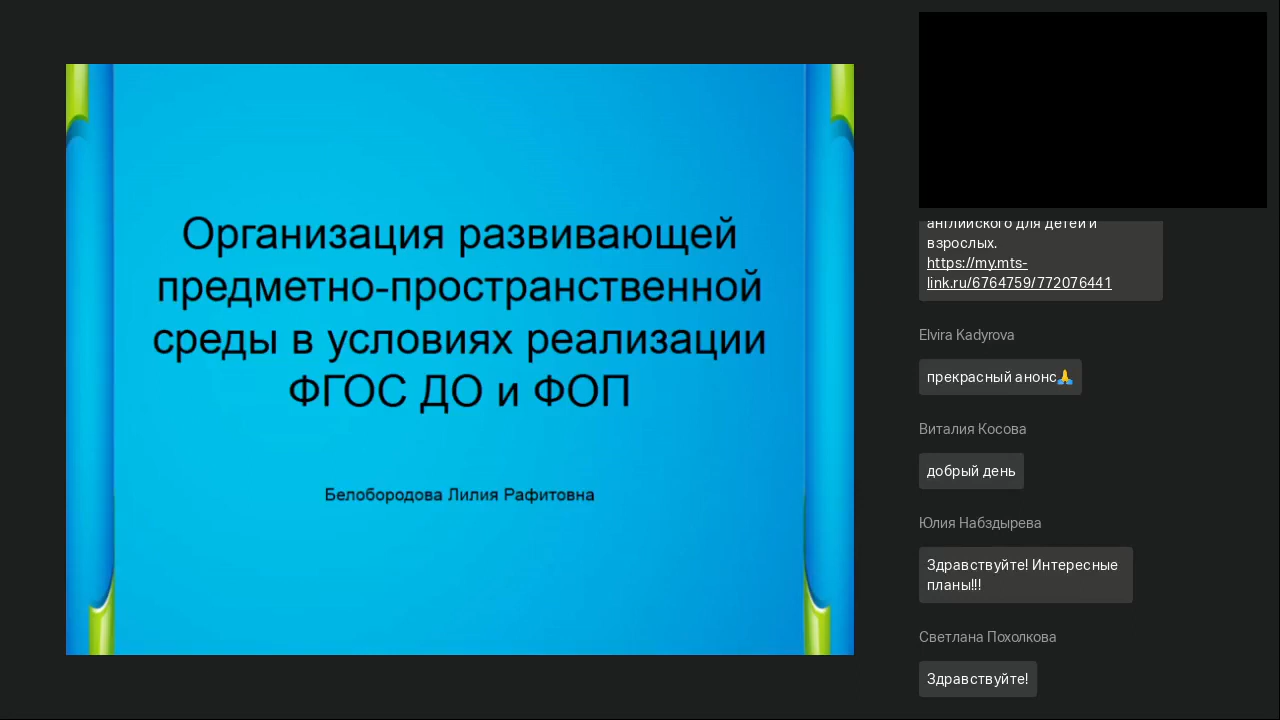 Организация развивающей
предметно-пространственной
среды в условиях реализации
ФГОС ДО и ФОП
Белобородова Лилия Рафитовна
английского для детей и
взрослых.
https://my.mts-
link.ru/6764759/772076441
Elvira Kadyrova
прекрасный анонс🙏
Виталия Косова
добрый день
Юлия Набздырева
Здравствуйте! Интересные
планы!!!
Светлана Похолкова
Здравствуйте!